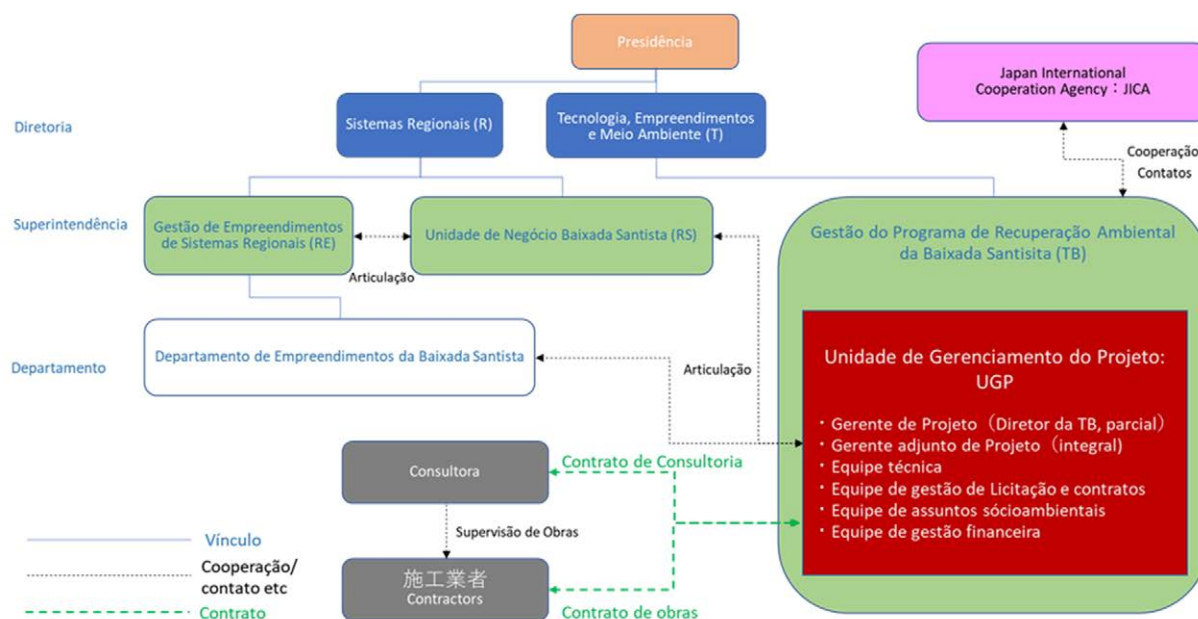 Presidência
Japan International
Cooperation Agency：JICA
Diretoria
Sistemas Regionais (R)
Tecnologia, Empreendimentos
e Meio Ambiente (T)
Cooperação
Contatos
Superintendência
Gestão de Empreendimentos
de Sistemas Regionais (RE)
Articulação
Unidade de Negócio Baixada Santista (RS)
Gestão do Programa de Recuperação Ambiental
da Baixada Santisita (TB)
Departamento
Departamento de Empreendimentos da Baixada Santista
Articulação
Unidade de Gerenciamento do Projeto:
UGP
・Gerente de Projeto（Diretor da TB, parcial）
・Gerente adjunto de Projeto（integral）
・Equipe técnica
・Equipe de gestão de Licitação e contratos
・Equipe de assuntos sócioambientais
・Equipe de gestão financeira
Consultora
Contrato de Consultoria
Supervisão de Obras
施工業者
Contractors
Contrato de obras
Vínculo
Cooperação/
contato etc
Contrato